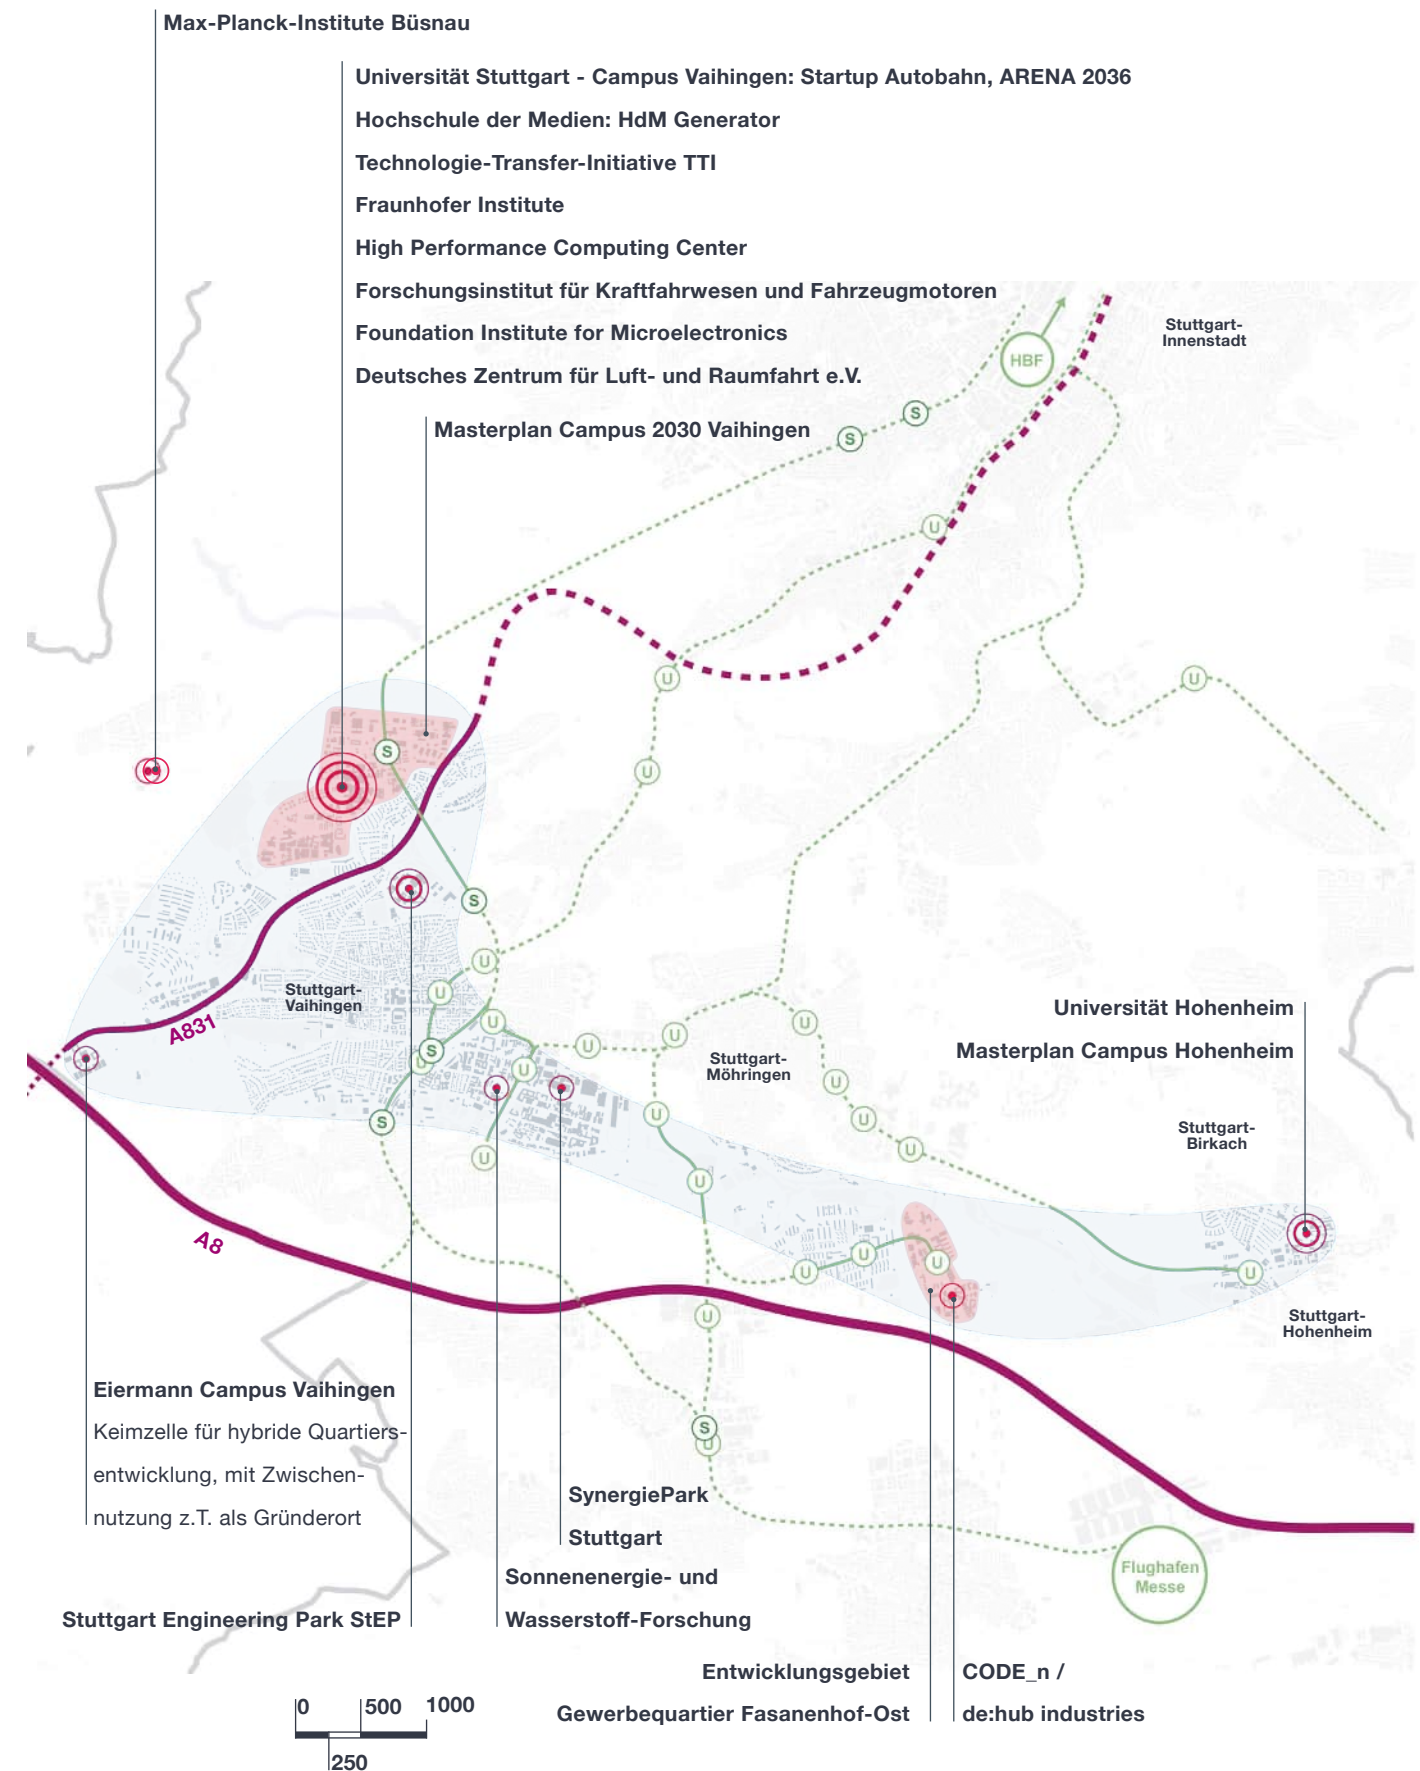 Max-Planck-Institute Büsnau
Universität Stuttgart - Campus Vaihingen: Startup Autobahn, ARENA 2036
Hochschule der Medien: HdM Generator
Technologie-Transfer-Initiative TTI
Fraunhofer Institute
High Performance Computing Center
Forschungsinstitut für Kraftfahrwesen und Fahrzeugmotoren
Foundation Institute for Microelectronics
Deutsches Zentrum für Luft- und Raumfahrt e.V.
Masterplan Campus 2030 Vaihingen
Stuttgart-
Innenstadt
HBF
S
S
U
U
U
S
U
S
U
U
U
U
S
U
U
U
U
S
U
U
U
U
U
U
U
U
U
U
U
U
U
S
U
Stuttgart-
Vaihingen
A831
A8
Stuttgart-
Möhringen
Universität Hohenheim
Masterplan Campus Hohenheim
Stuttgart-
Birkach
Stuttgart-
Hohenheim
Eiermann Campus Vaihingen
Keimzelle für hybride Quartiers-
entwicklung, mit Zwischen-
nutzung z.T. als Gründerort
SynergiePark
Stuttgart
Flughafen
Messe
Sonnenenergie- und
Wasserstoff-Forschung
Stuttgart Engineering Park StEP
Entwicklungsgebiet
Gewerbequartier Fasanenhof-Ost
CODE_n /
de:hub industries
0
500
1000
250